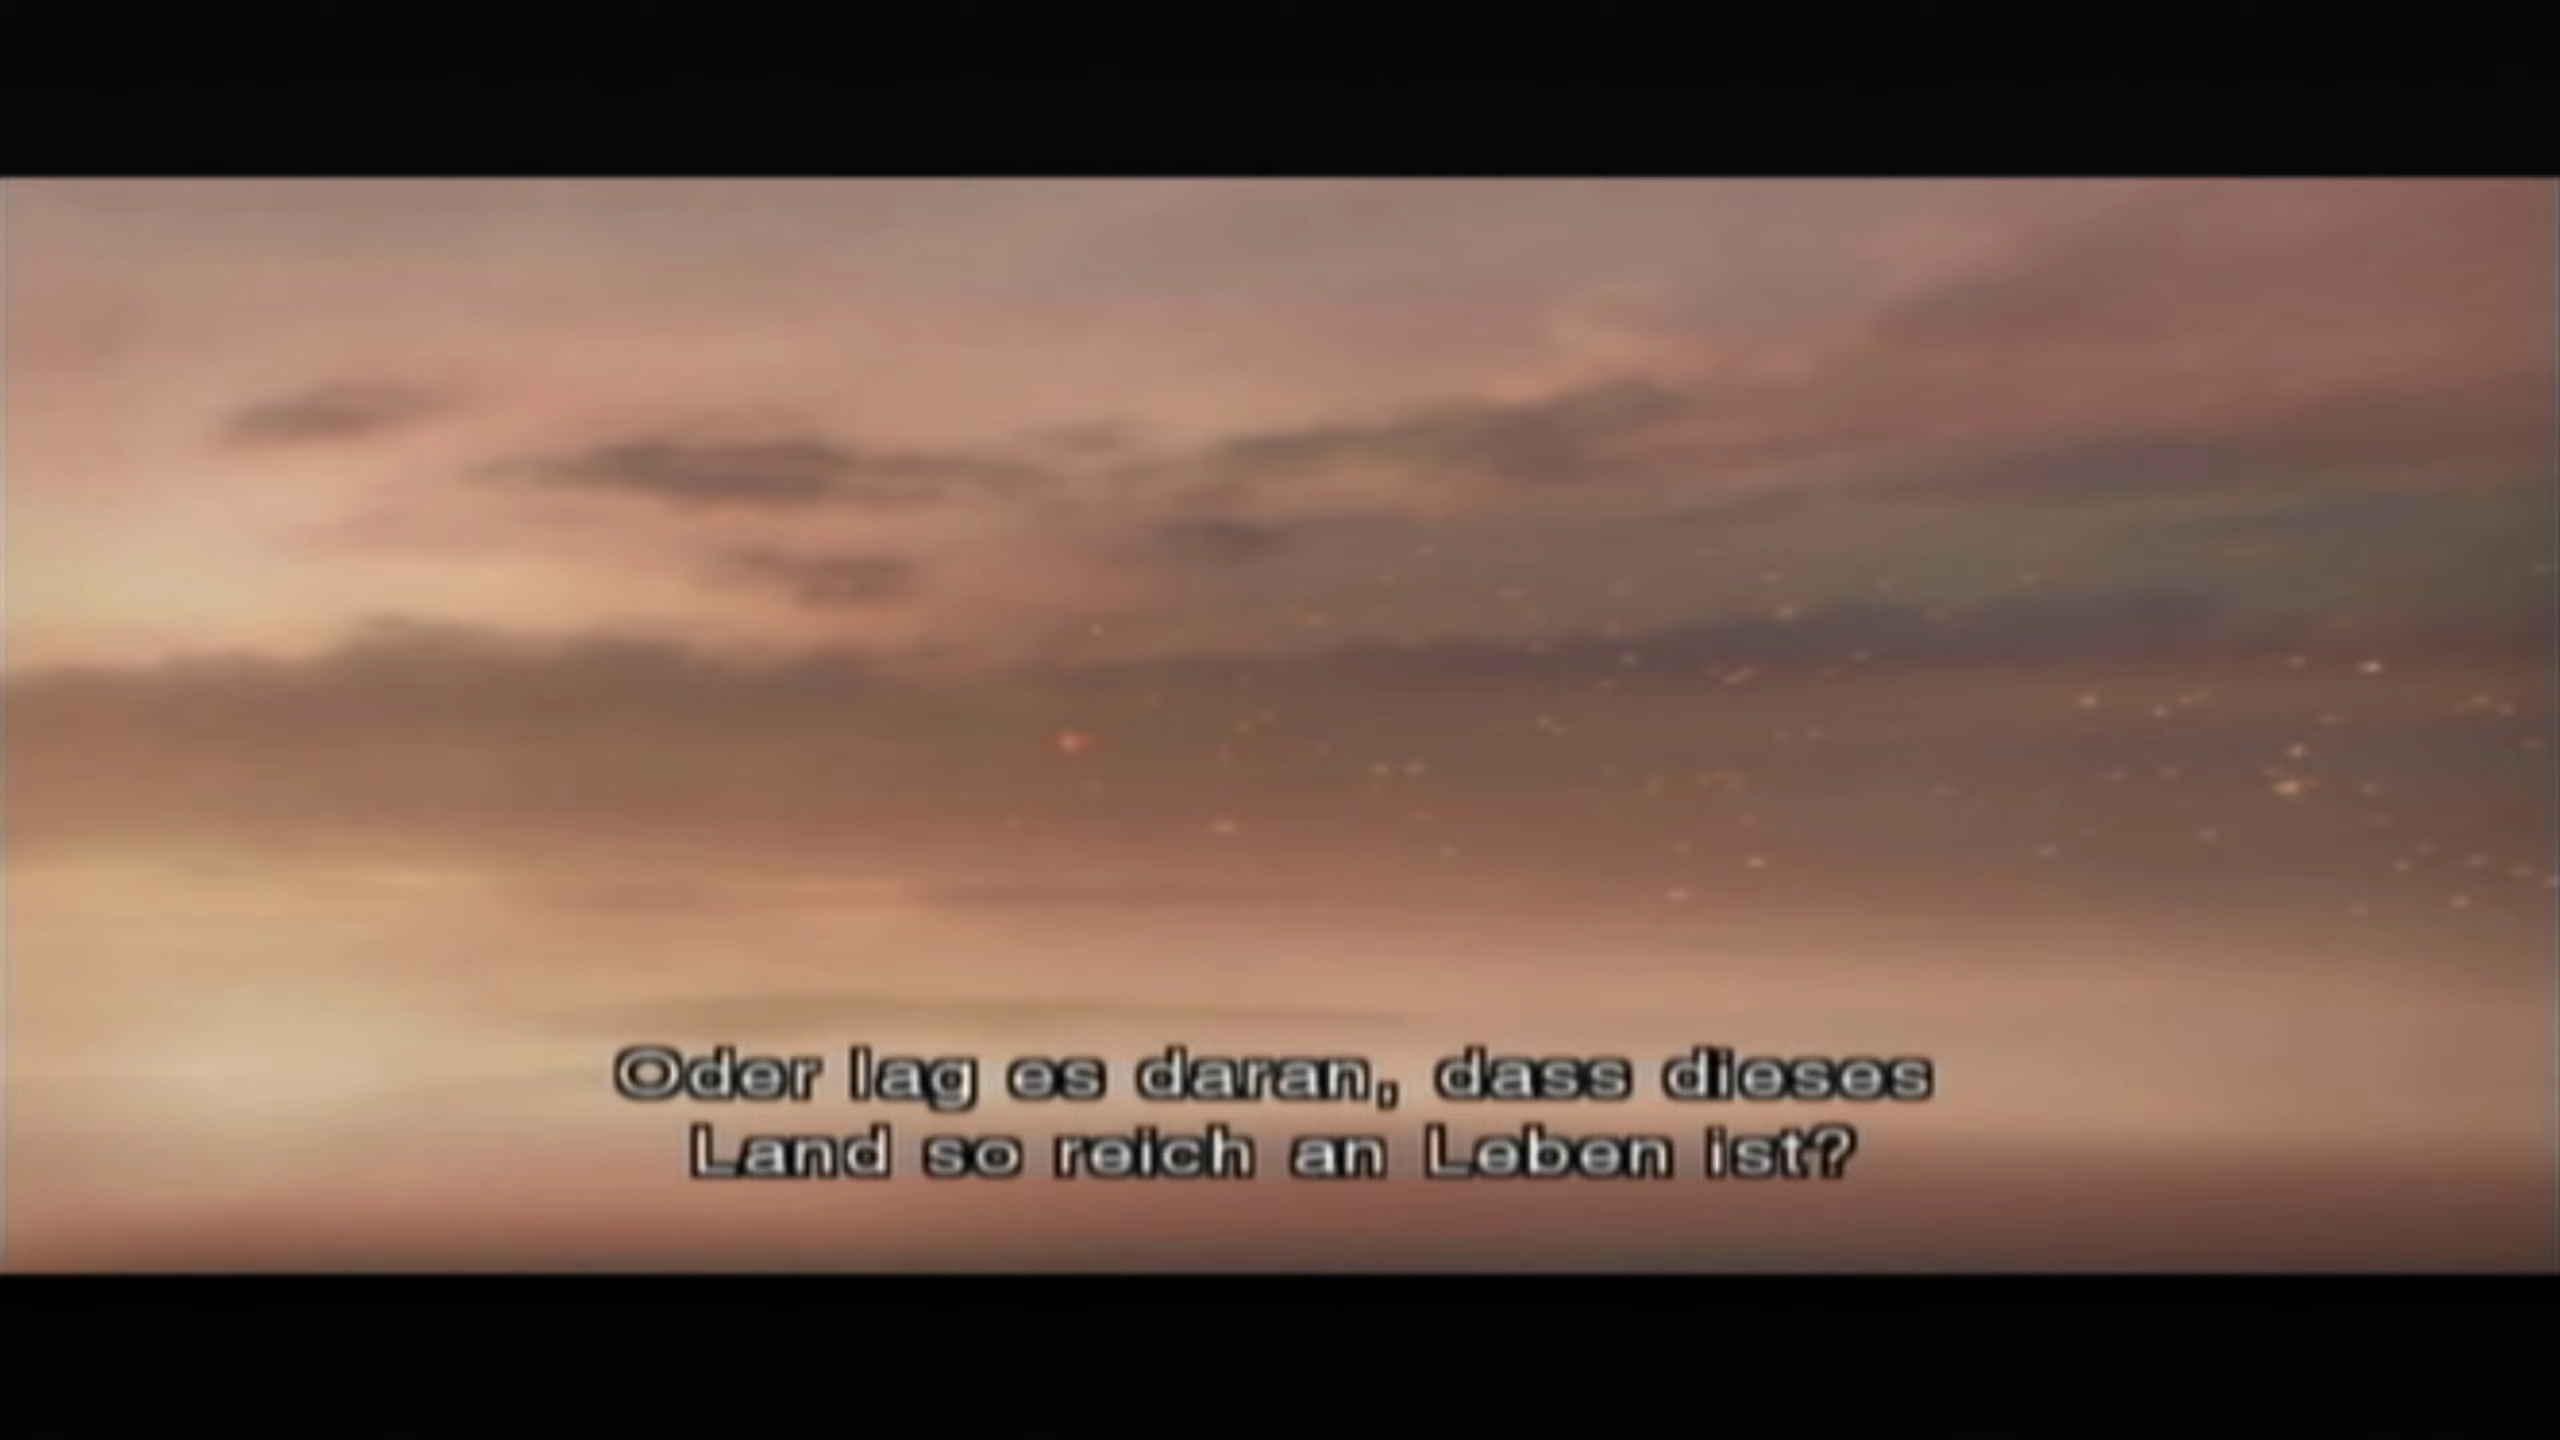 Oder lag es daran, dass dieses
Land so reich an Leben ist?